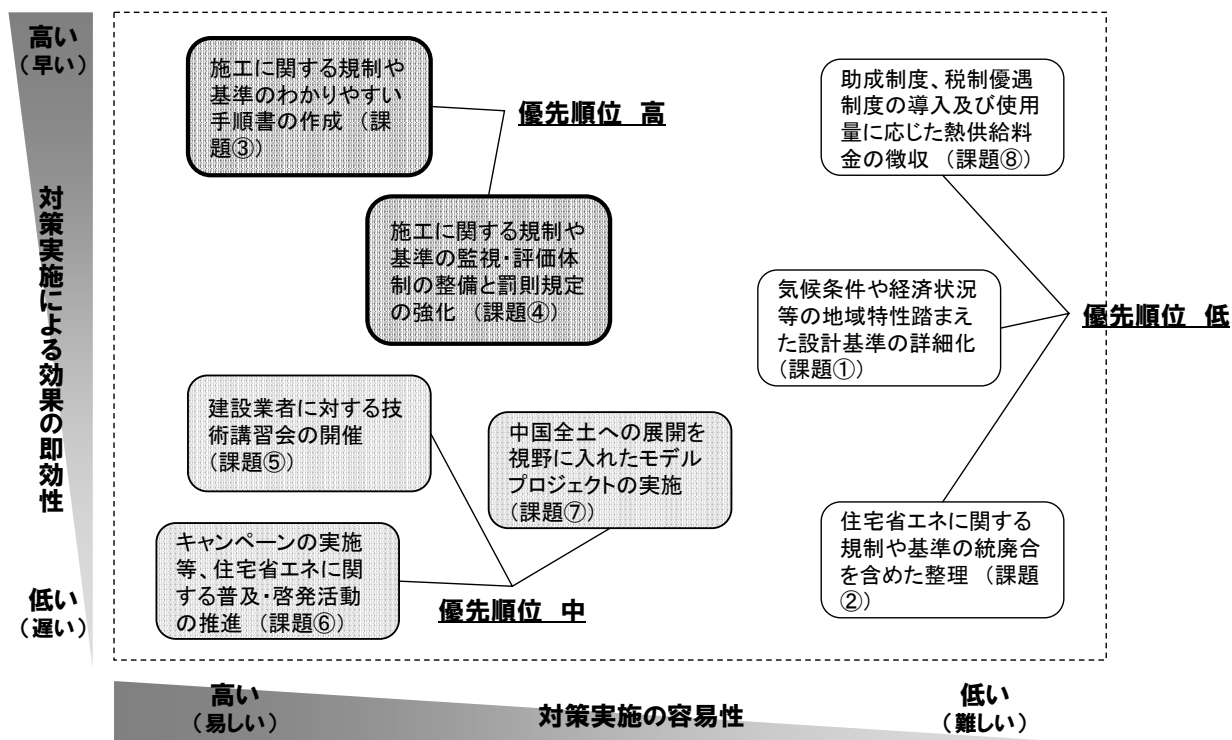 高い
（早い）
対策実施による効果の即効性
低い
（遅い）
施工に関する規制や
基準のわかりやすい
手順書の作成 （課
題③）
優先順位 高
施工に関する規制や
基準の監視・評価体
制の整備と罰則規定
の強化 （課題④）
助成制度、税制優遇
制度の導入及び使用
量に応じた熱供給料
金の徴収 （課題⑧）
気候条件や経済状況
等の地域特性踏まえ
た設計基準の詳細化
（課題①）
優先順位 低
建設業者に対する技
術講習会の開催
（課題⑤）
中国全土への展開を
視野に入れたモデル
プロジェクトの実施
（課題⑦）
キャンペーンの実施
等、住宅省エネに関
する普及・啓発活動
の推進 （課題⑥）
優先順位 中
住宅省エネに関する
規制や基準の統廃合
を含めた整理 （課題
②）
高い
（易しい）
対策実施の容易性
低い
（難しい）